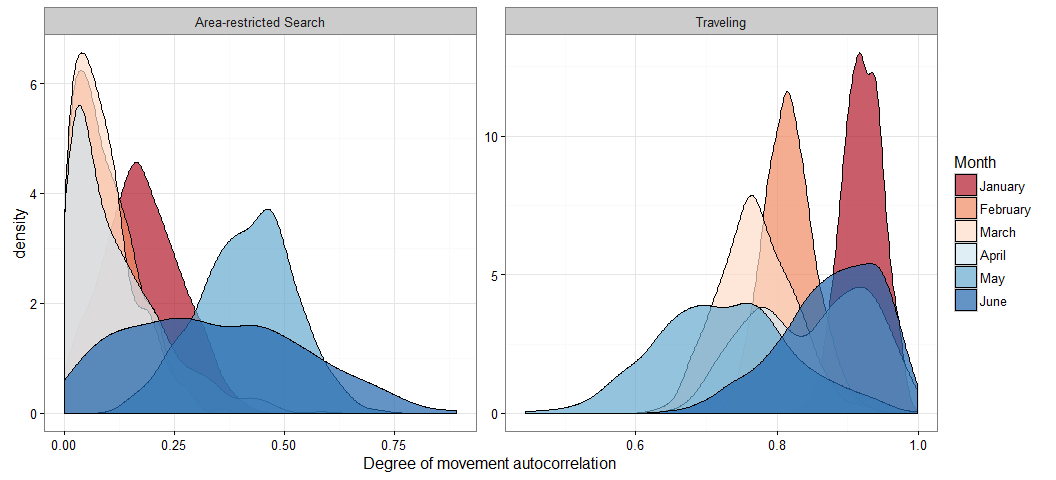 Area-restricted Search
Traveling
density
6
4
2
0
10
5
0
0.00
0.25
0.50
0.75
0.6
0.8
1.0
Degree of movement autocorrelation
Month
January
February
March
April
May
June